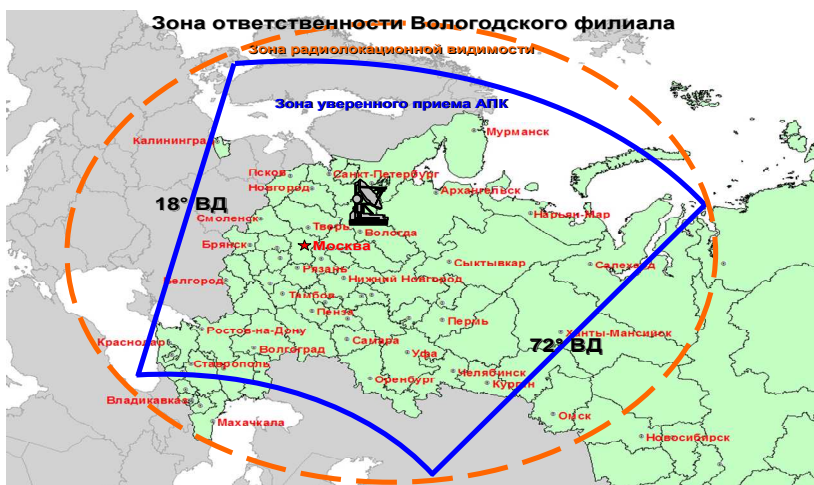 Зона ответственности Вологодского филиала
Зона радиолокационной видимости
Зона уверенного приема АПК
Мурманск
Калининград
Псков
Санкт-Петербург
Новгород
Архангельск
18° ВД
Нарьян-Мар
Смоленск
Тверь
Вологда
Брянск
Москва
Сыктывкар
Салехард
Рязань
Нижний Новгород
Белгород
Тамбов
Пенза
Пермь
Ростов-на-Дону
Ханты-Мансийск
Краснодар
Самара
72° ВД
Волгоград
Уфа
Ставрополь
Челябинск
Оренбург
Курган
Владикавказ
Омск
Махачкала
Новосибирск